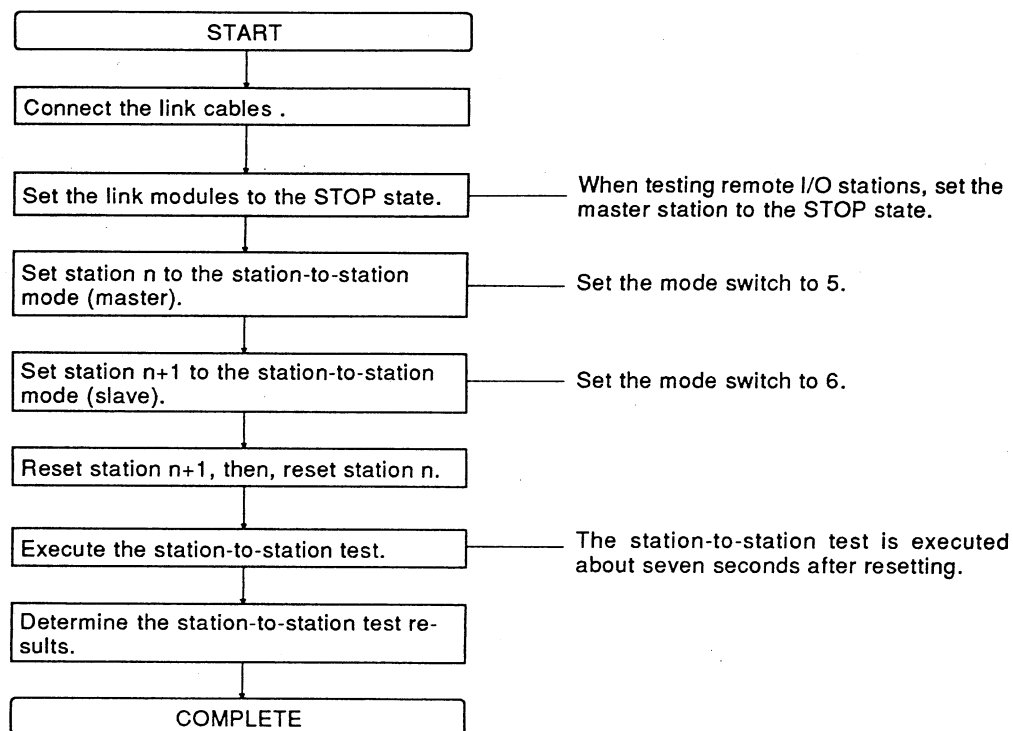 START
Connect the link cables .
Set the link modules to the STOP state.
When testing remote I/O stations, set the
master station to the STOP state.
Set station n to the station-to-station
mode (master).
Set the mode switch to 5.
Set station n+1 to the station-to-station
mode (slave).
Set the mode switch to 6.
Reset station n+1, then, reset station n.
Execute the station-to-station test.
The station-to-station test is executed
about seven seconds after resetting.
Determine the station-to-station test re-
sults.
COMPLETE